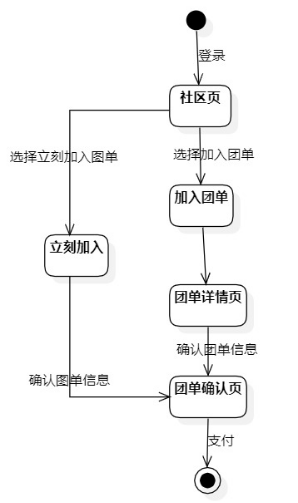 登录
社区页
选择立刻加入图单
选择加入团单
加入团单
立刻加入
团单详情页
确认团单信息
确认图单信息
团单确认页
支付